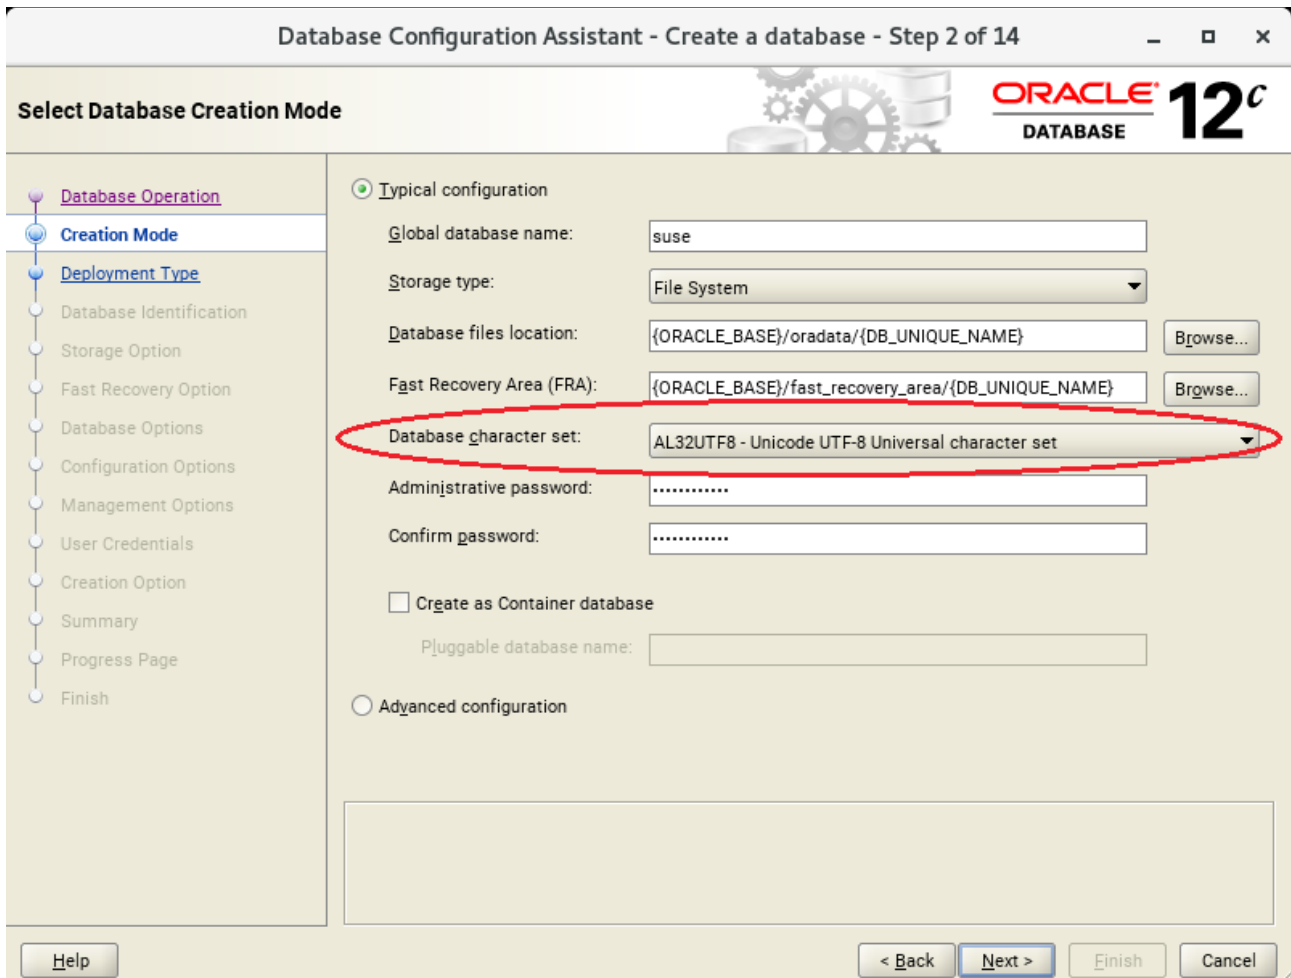 Database Configuration Assistant - Create a database - Step 2 of 14
Select Database Creation Mode
ORACLE
DATABASE
12c
Database Operation
Creation Mode
Deployment Type
Database Identification
Storage Option
Fast Recovery Option
Database Options
Configuration Options
Management Options
User Credentials
Creation Option
Summary
Progress Page
Finish
Typical configuration
Global database name: suse
Storage type: File System
Database files location: {ORACLE_BASE}/oradata/{DB_UNIQUE_NAME} Browse...
Fast Recovery Area (FRA): {ORACLE_BASE}/fast_recovery_area/{DB_UNIQUE_NAME} Browse...
Database character set: AL32UTF8 - Unicode UTF-8 Universal character set
Administrative password: ••••••••••••
Confirm password: ••••••••••••
Create as Container database
Pluggable database name:
Advanced configuration
Help < Back Next > Finish Cancel